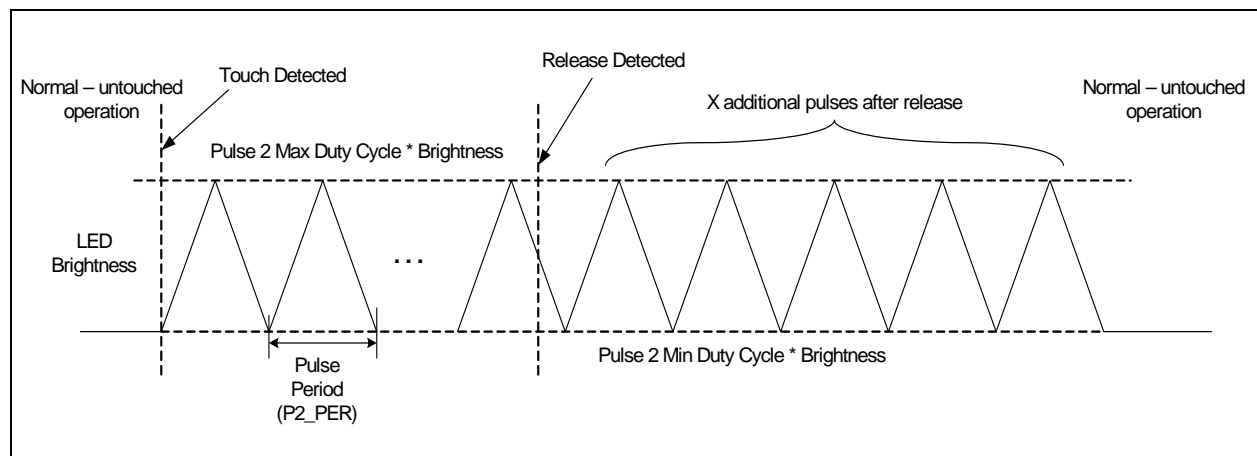 Normal – untouched
operation
Touch Detected
Release Detected
X additional pulses after release
Normal – untouched
operation
Pulse 2 Max Duty Cycle * Brightness
LED
Brightness
...
Pulse 2 Min Duty Cycle * Brightness
Pulse
Period
(P2_PER)